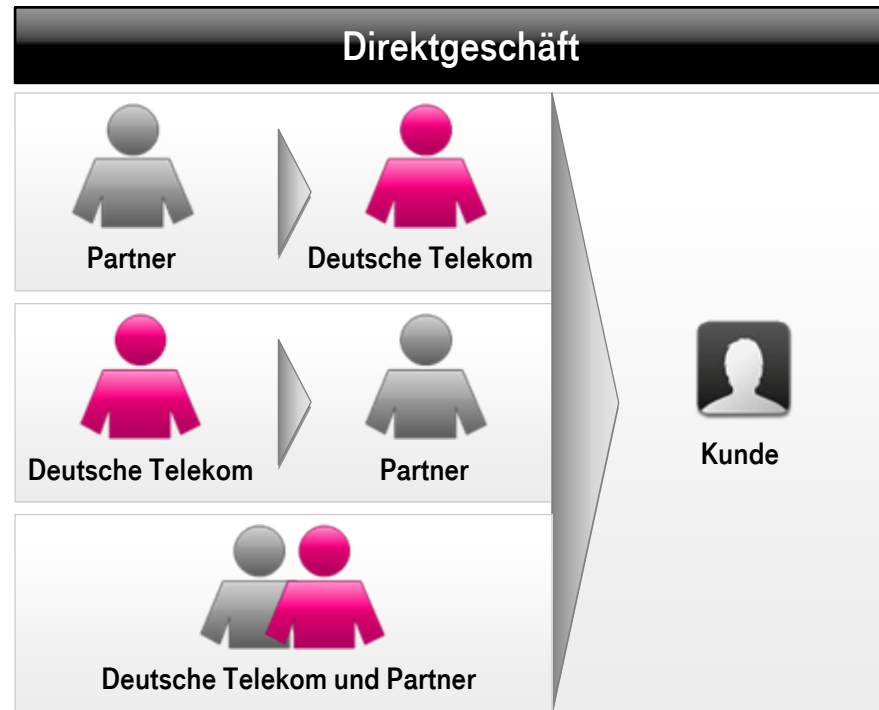 Direktgeschäft
Partner
Deutsche Telekom
Deutsche Telekom
Partner
Deutsche Telekom und Partner
Kunde